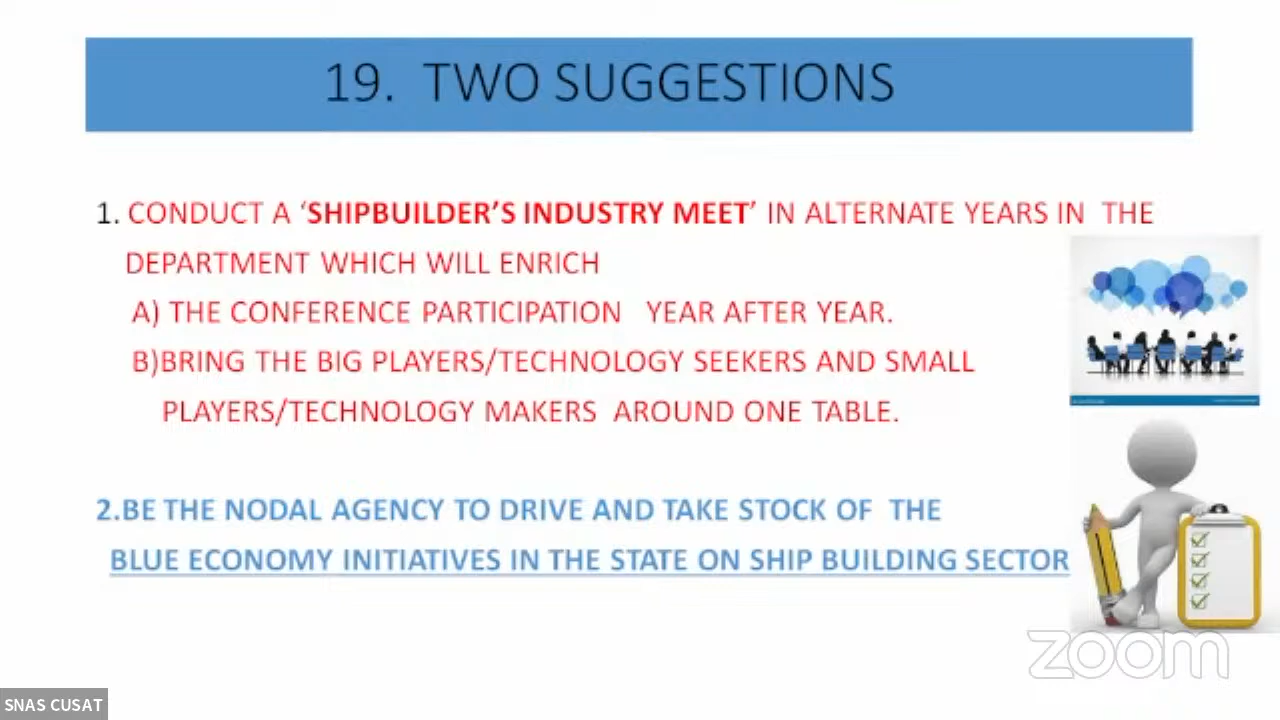 19. TWO SUGGESTIONS
1. CONDUCT A ‘SHIPBUILDER’S INDUSTRY MEET’ IN ALTERNATE YEARS IN THE
DEPARTMENT WHICH WILL ENRICH
A) THE CONFERENCE PARTICIPATION YEAR AFTER YEAR.
B)BRING THE BIG PLAYERS/TECHNOLOGY SEEKERS AND SMALL
PLAYERS/TECHNOLOGY MAKERS AROUND ONE TABLE.
2.BE THE NODAL AGENCY TO DRIVE AND TAKE STOCK OF THE
BLUE ECONOMY INITIATIVES IN THE STATE ON SHIP BUILDING SECTOR
zoom
SNAS CUSAT